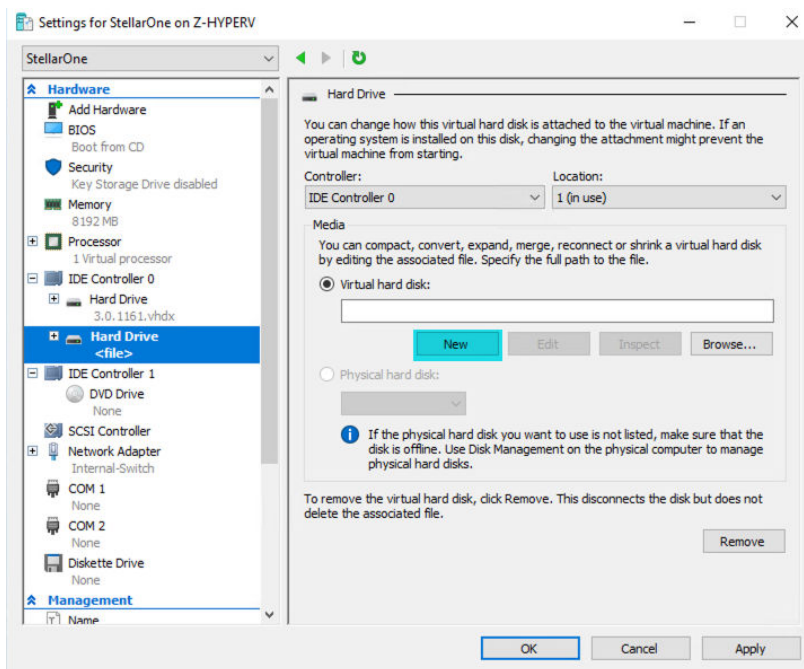 Settings for StellarOne on Z-HYPERV
StellarOne
Hardware
Add Hardware
BIOS
Boot from CD
Security
Key Storage Drive disabled
Memory
8192 MB
Processor
1 Virtual processor
IDE Controller 0
Hard Drive
3.0.1161.vhdx
Hard Drive
<file>
IDE Controller 1
DVD Drive
None
SCSI Controller
Network Adapter
Internal-Switch
COM 1
None
COM 2
None
Diskette Drive
None
Management
Name
Hard Drive
You can change how this virtual hard disk is attached to the virtual machine. If an
operating system is installed on this disk, changing the attachment might prevent the
virtual machine from starting.
Controller:
Location:
IDE Controller 0
1 (in use)
Media
You can compact, convert, expand, merge, reconnect or shrink a virtual hard disk
by editing the associated file. Specify the full path to the file.
Virtual hard disk:
New
Edit
Inspect
Browse...
Physical hard disk:
If the physical hard disk you want to use is not listed, make sure that the
disk is offline. Use Disk Management on the physical computer to manage
physical hard disks.
To remove the virtual hard disk, click Remove. This disconnects the disk but does not
delete the associated file.
Remove
OK
Cancel
Apply